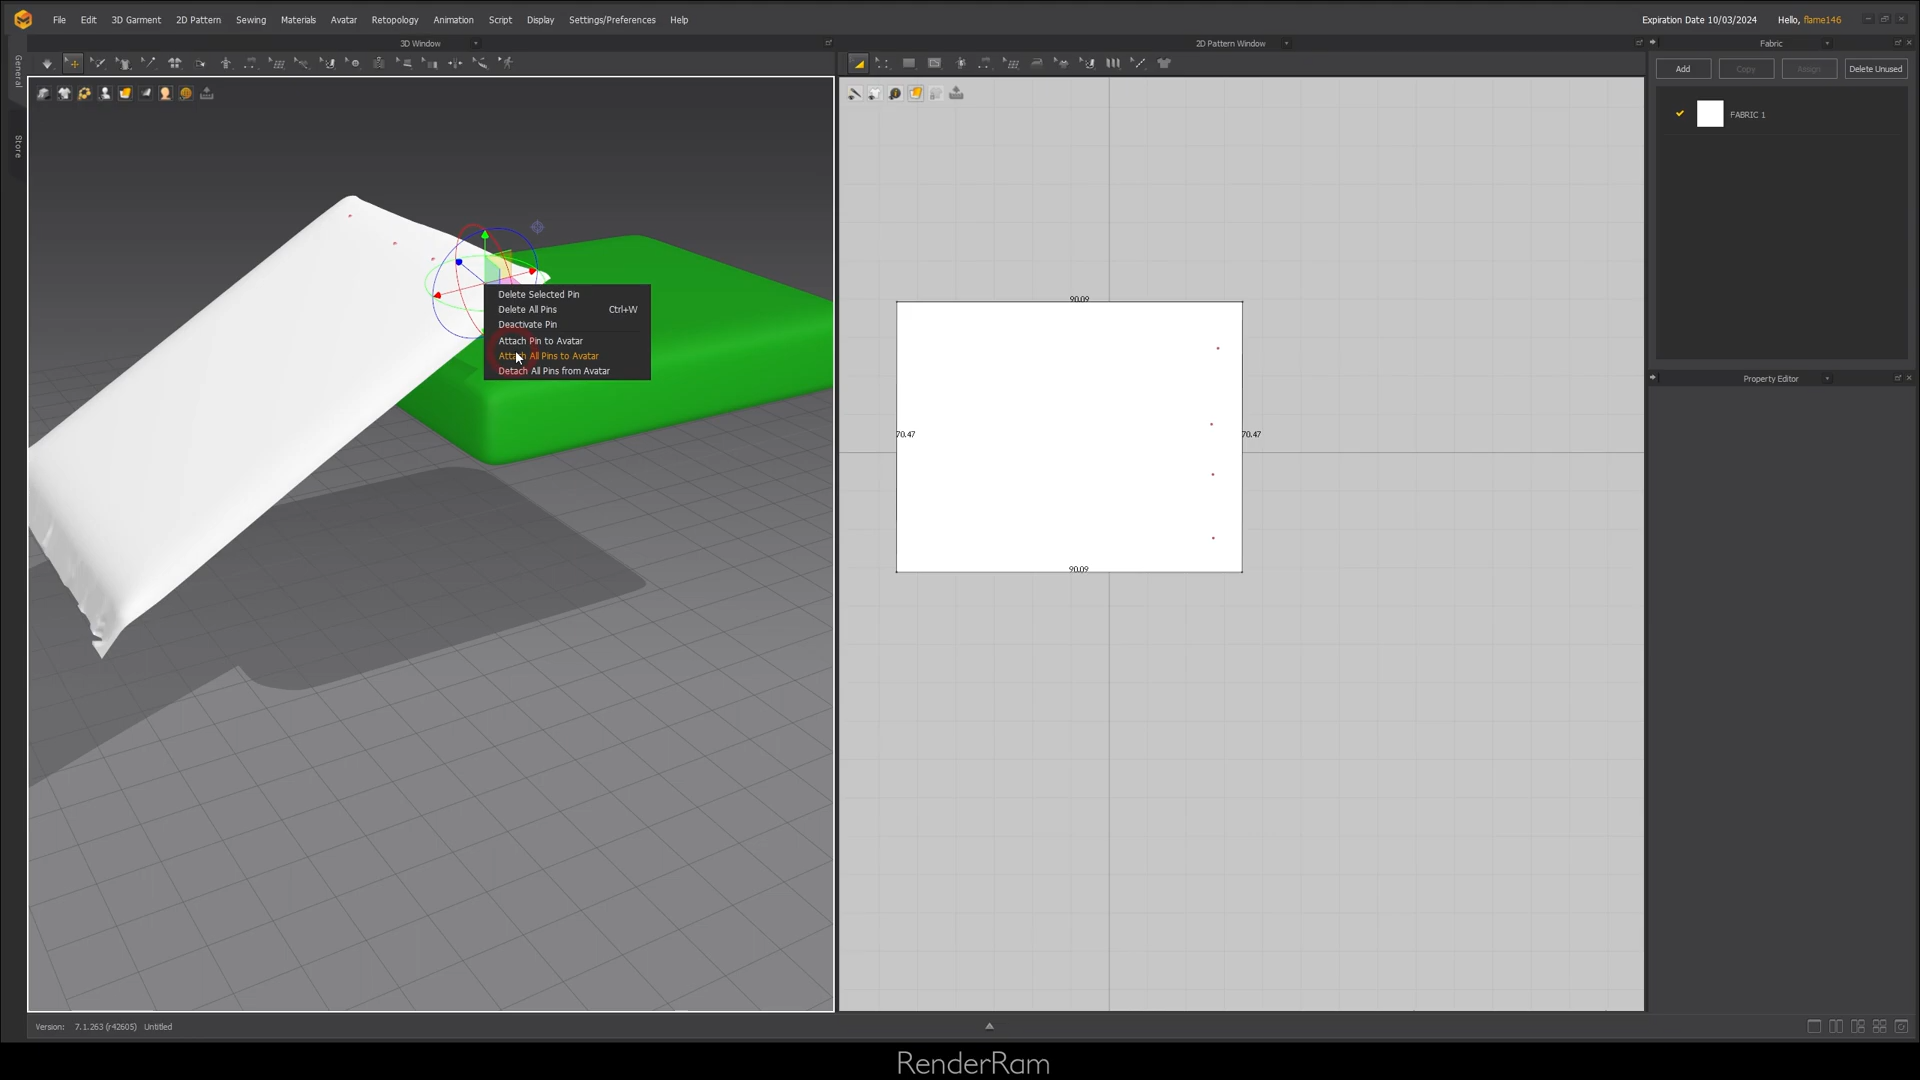 File Edit 3D Garment 2D Pattern Sewing Materials Avatar Retopology Animation Script Display Settings/Preferences Help
Expiration Date 10/03/2024 Hello, flame146
3D Window
2D Pattern Window
Fabric
General
Store
Add Copy Assign Delete Unused
FABRIC 1
Delete Selected Pin
Delete All Pins Ctrl+W
Deactivate Pin
Attach Pin to Avatar
Attach All Pins to Avatar
Detach All Pins from Avatar
90.09
70.47
70.47
90.09
Property Editor
Version: 7.1.263 (r42605) Untitled
RenderRam